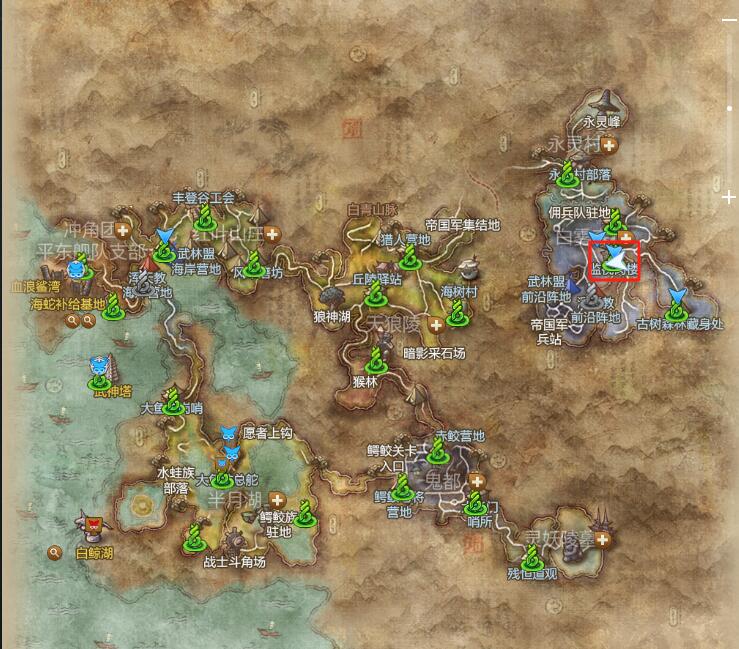 永灵峰
永灵村
村部落
佣兵队驻地
丰登谷工会
白青山脉
帝国军集结地
冲角团
平东舰队支部
武林盟
海岸营地
猎人营地
血浪鲨湾
海蛇补给基地
丘陵驿站
海树村
武林盟
前沿阵地
前沿阵地
帝国军
兵站
古树森林藏身处
狼神湖
天狼陵
暗影采石场
猴林
武神塔
大鱼
愿者上钩
赤鲛营地
鳄鲛关卡
入口
水蛙族
部落
半月湖
鬼都
营地
哨所
鳄鲛族
驻地
灵妖陵墓
白鲸湖
战士斗角场
残恒道观